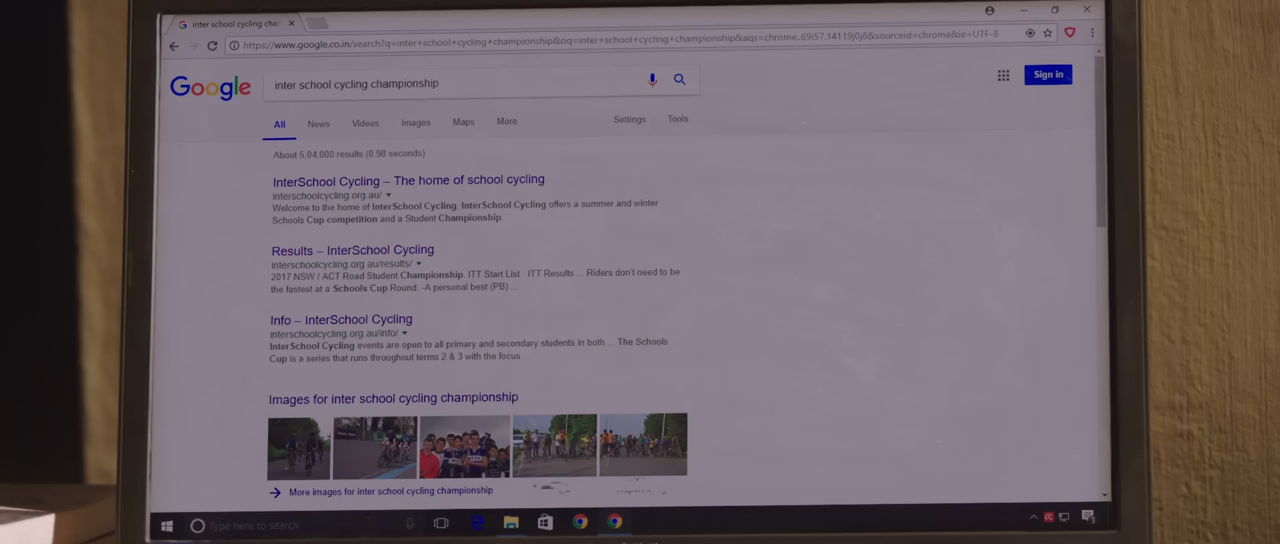 inter school cycling cha
https://www.google.co.in/search?q=inter+school+cycling+championship&oq=inter+school+cycling+championship&aqs=chrome..69i57.14119j0j8&sourceid=chrome&ie=UTF-8
Google
inter school cycling championship
Sign in
All News Videos Images Maps More Settings Tools
About 5,04,000 results (0.98 seconds)
InterSchool Cycling – The home of school cycling
interschoolcycling.org.au/
Welcome to the home of InterSchool Cycling. InterSchool Cycling offers a summer and winter
Schools Cup competition and a Student Championship.
Results – InterSchool Cycling
interschoolcycling.org.au/results/
2017 NSW / ACT Road Student Championship. ITT Start List ITT Results ... Riders don't need to be
the fastest at a Schools Cup Round. -A personal best (PB) ...
Info – InterSchool Cycling
interschoolcycling.org.au/info/
InterSchool Cycling events are open to all primary and secondary students in both ... The Schools
Cup is a series that runs throughout terms 2 & 3 with the focus ...
Images for inter school cycling championship
More images for inter school cycling championship
Type here to search